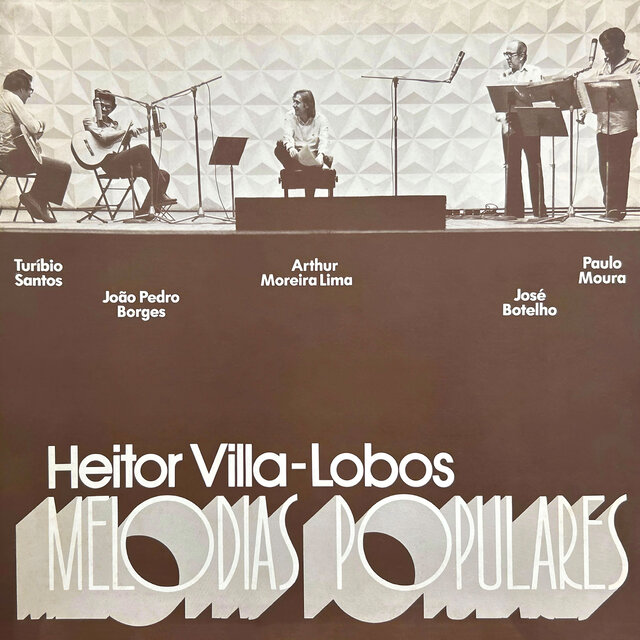 Turíbio
Santos
João Pedro
Borges
Arthur
Moreira Lima
José
Botelho
Paulo
Moura
Heitor Villa-Lobos
MELODIAS POPULARES